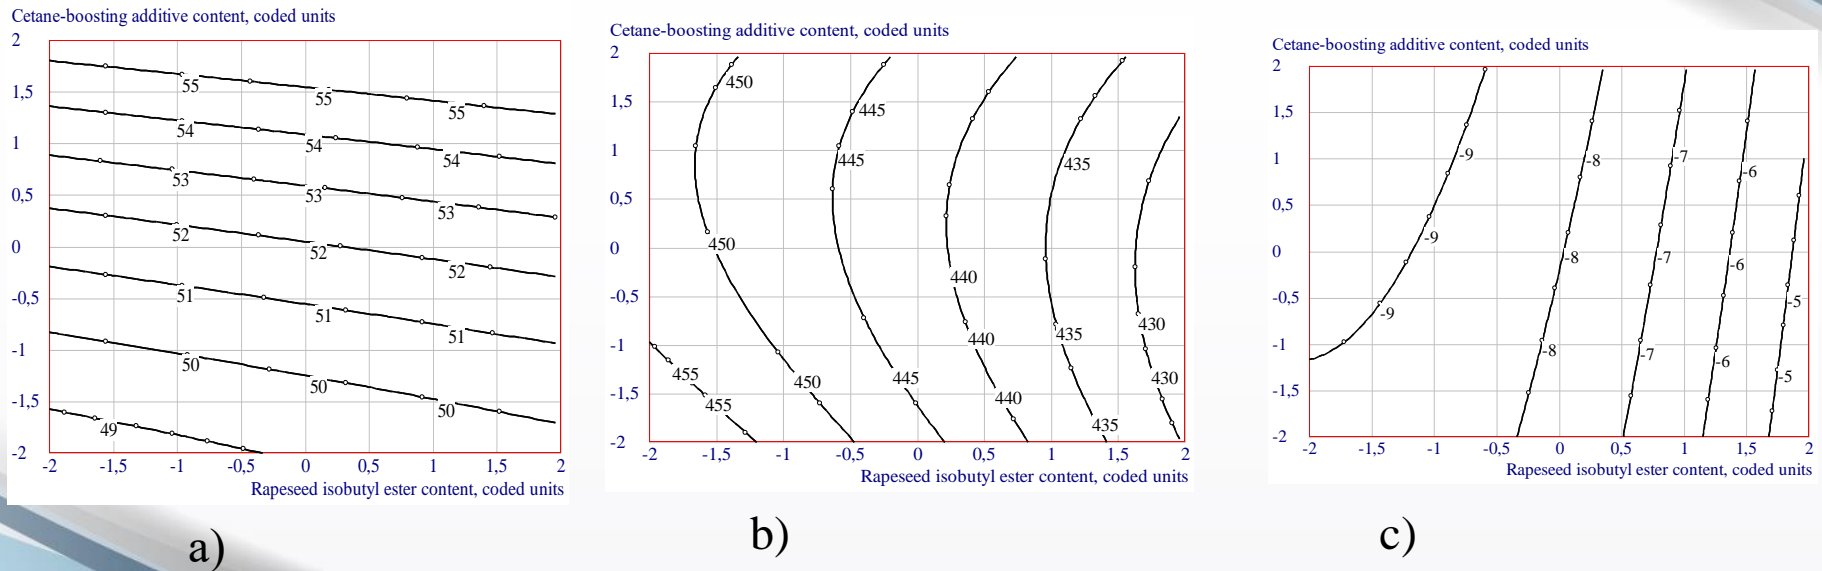 Cetane-boosting additive content, coded units
2
1,5
1
0,5
0
-0,5
-1
-1,5
-2
55 55 55
54 54 54
53 53 53
52 52 52
51 51 51
50 50 50
49
-2 -1,5 -1 -0,5 0 0,5 1 1,5 2
Rapeseed isobutyl ester content, coded units
a)
Cetane-boosting additive content, coded units
2
1,5
1
0,5
0
-0,5
-1
-1,5
-2
450
445
445 435
450
440
440 435 430
455 450 445 430
455 440
435
-2 -1,5 -1 -0,5 0 0,5 1 1,5 2
Rapeseed isobutyl ester content, coded units
b)
Cetane-boosting additive content, coded units
2
1,5
1
0,5
0
-0,5
-1
-1,5
-2
-9 -8 -7 -6
-9 -8 -7 -6
-9 -5
-8 -7 -6 -5
-2 -1,5 -1 -0,5 0 0,5 1 1,5 2
Rapeseed isobutyl ester content, coded units
c)